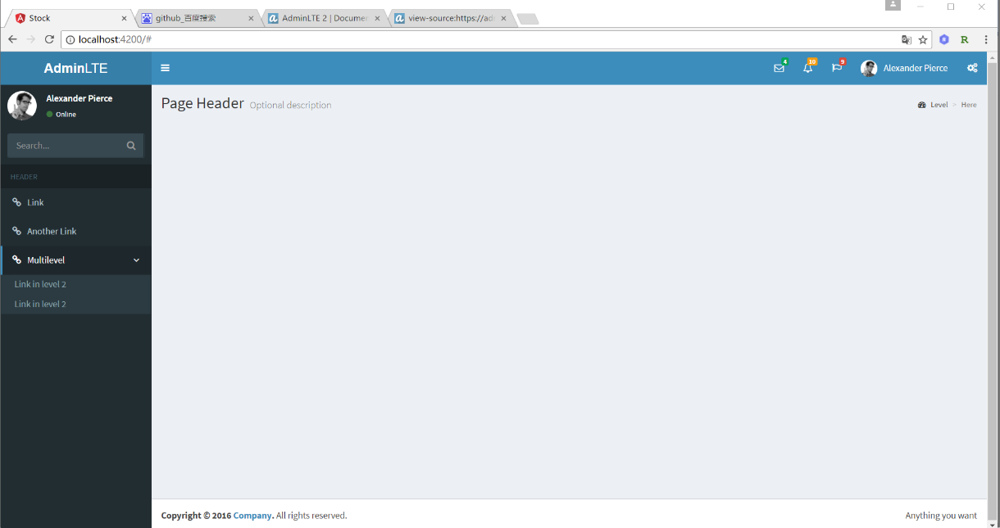 Stock
github_百度搜索
AdminLTE 2 | Documen
view-source:https://ad
localhost:4200/#
AdminLTE
4
10
9
Alexander Pierce
Alexander Pierce
Online
Page Header Optional description
Level > Here
Search...
HEADER
Link
Another Link
Multilevel
Link in level 2
Link in level 2
Copyright © 2016 Company. All rights reserved.
Anything you want